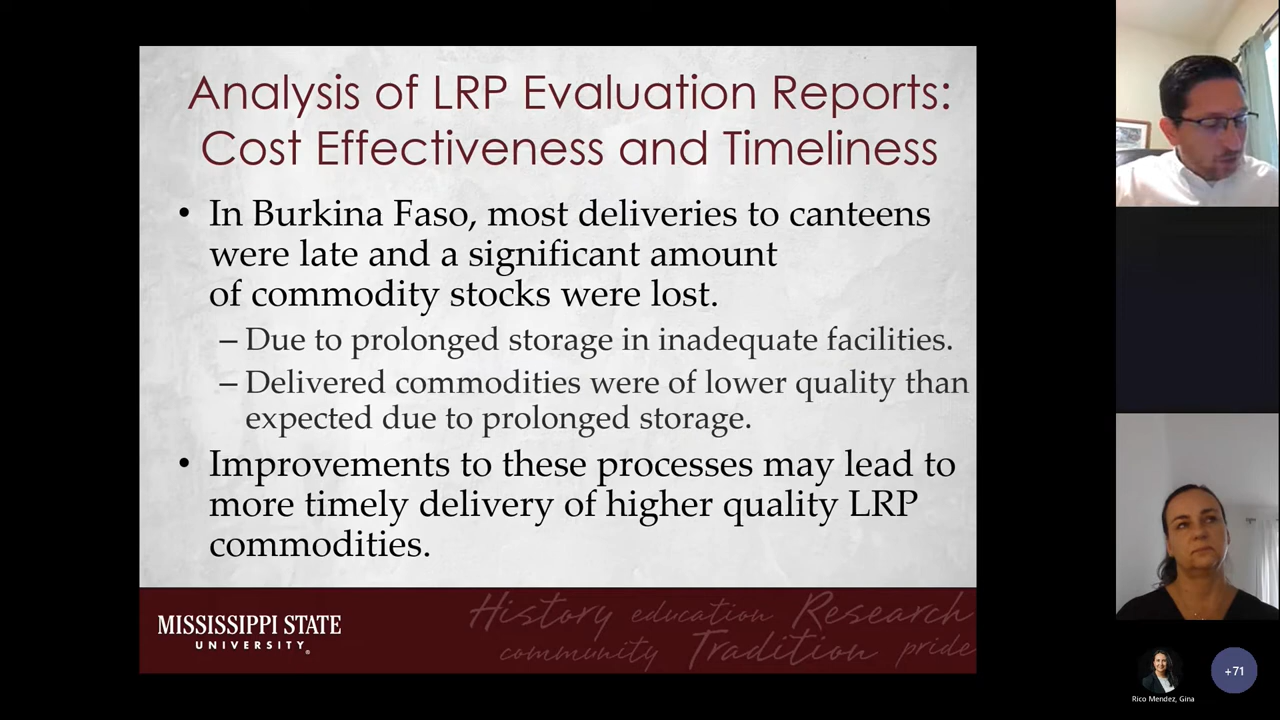 Analysis of LRP Evaluation Reports:
Cost Effectiveness and Timeliness
• In Burkina Faso, most deliveries to canteens
were late and a significant amount
of commodity stocks were lost.
– Due to prolonged storage in inadequate facilities.
– Delivered commodities were of lower quality than
expected due to prolonged storage.
• Improvements to these processes may lead to
more timely delivery of higher quality LRP
commodities.
MISSISSIPPI STATE
UNIVERSITY®
History education Research
community Tradition pride
Rico Mendez, Gina
+71